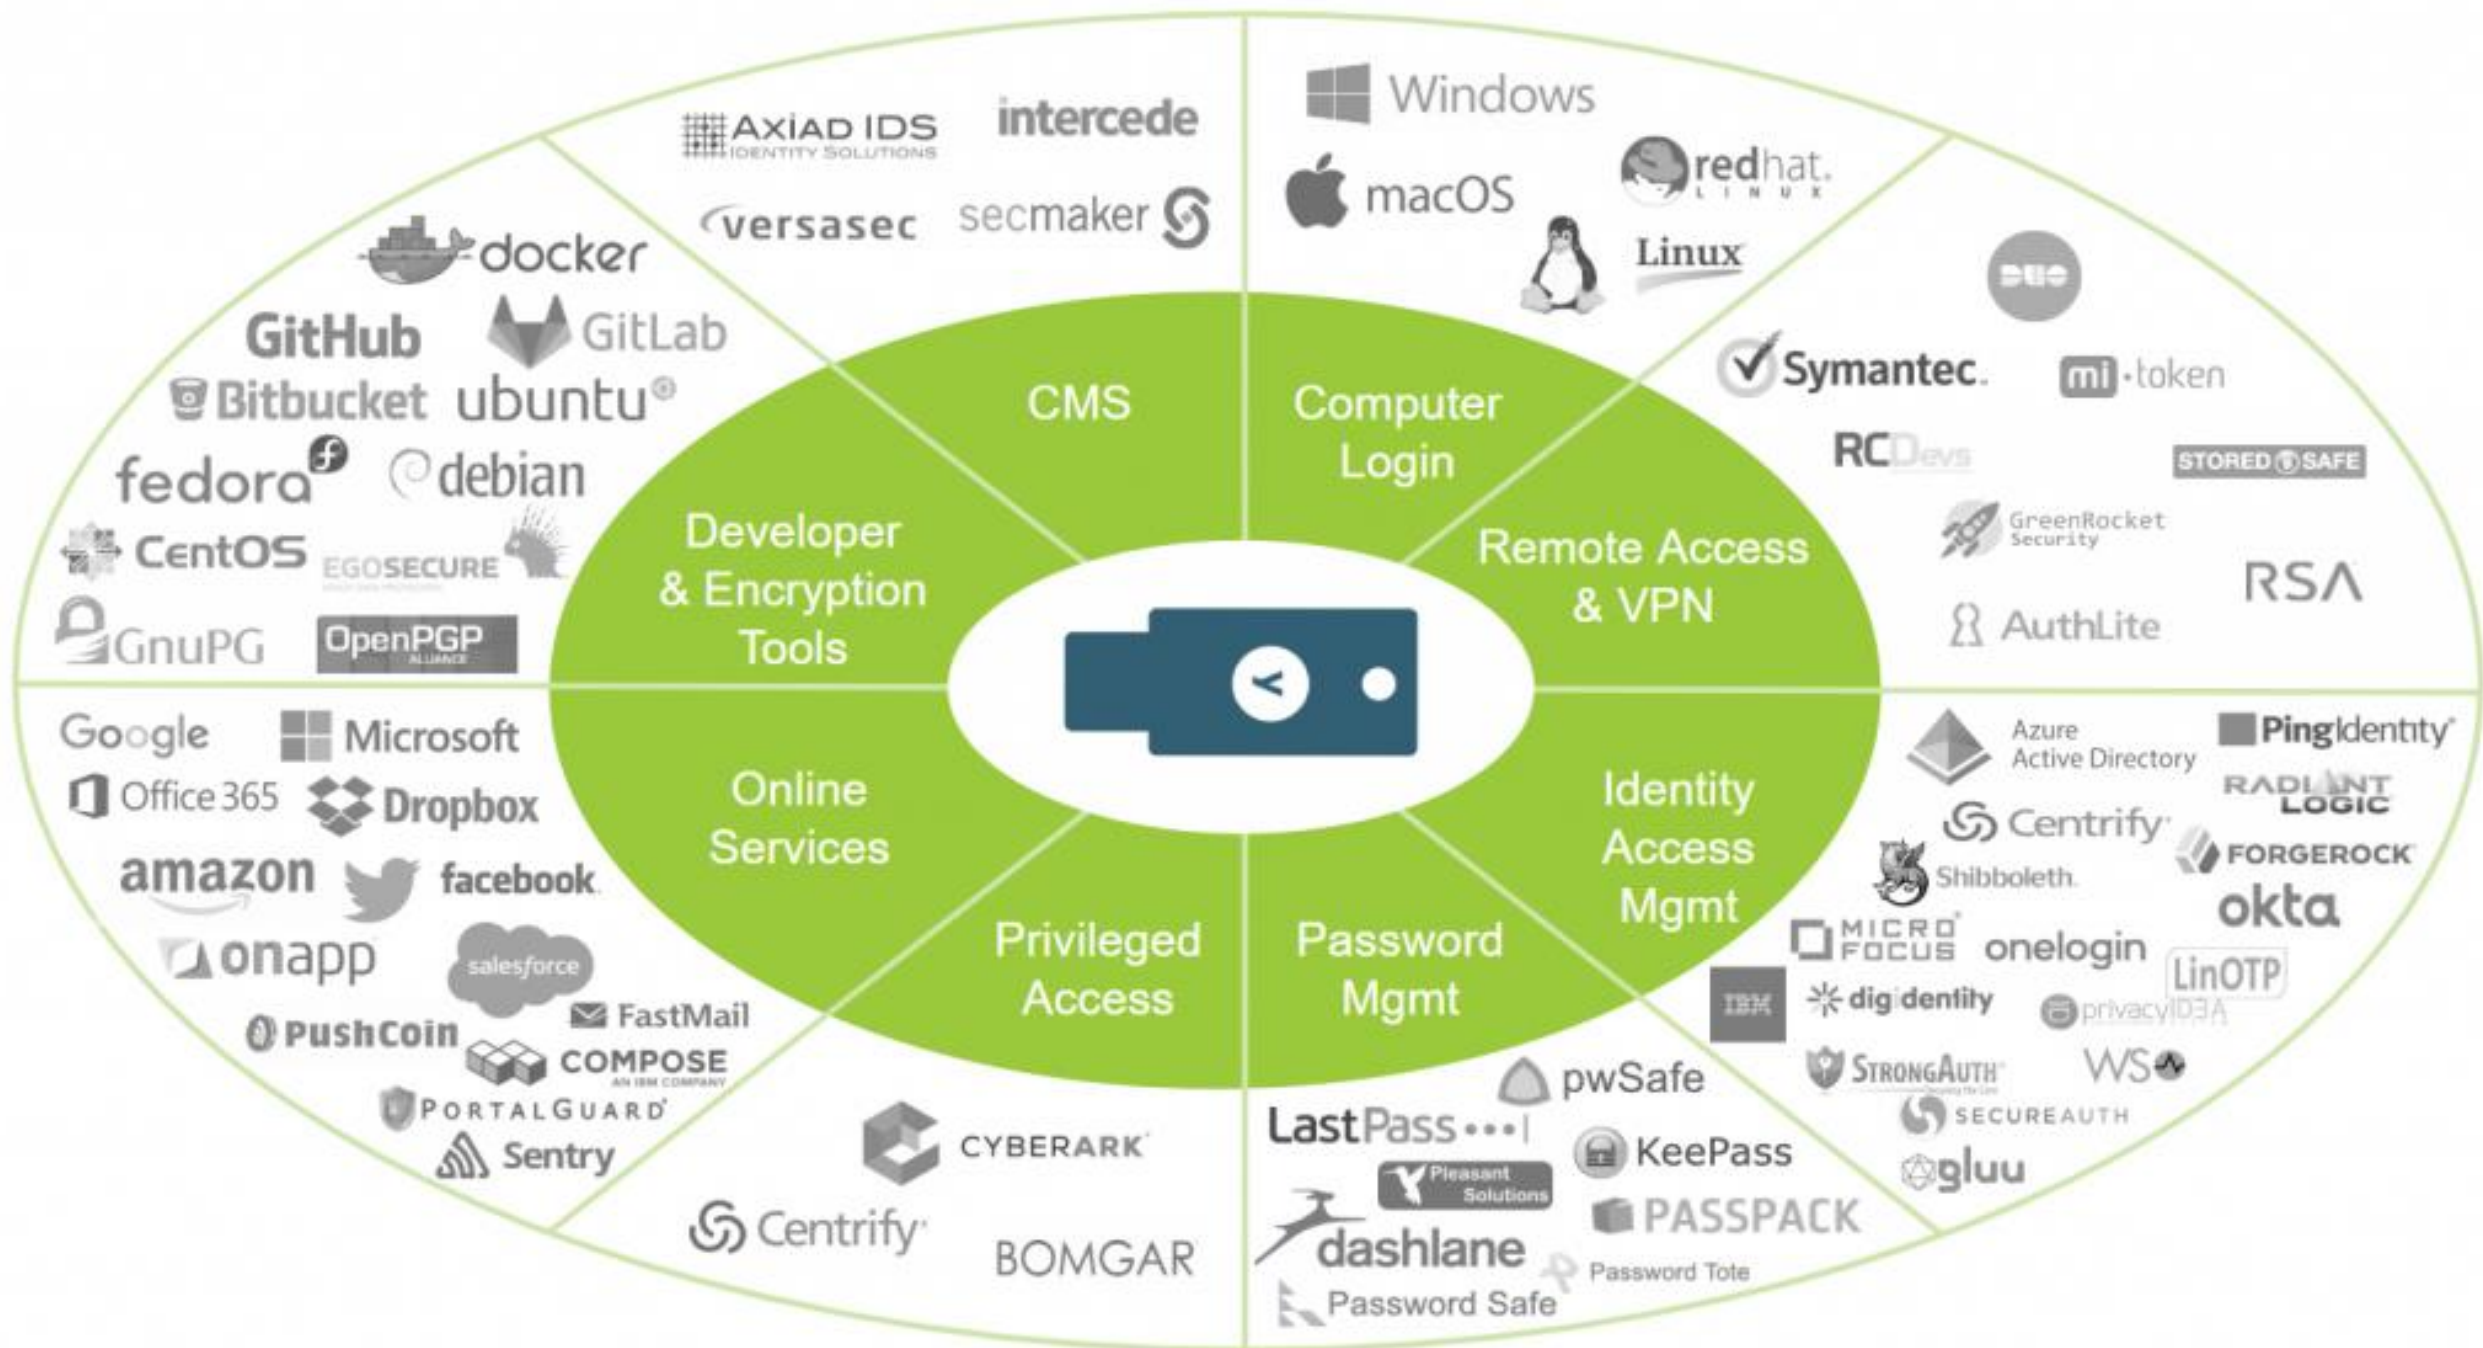 AXiAD IDS
IDENTITY SOLUTIONS
intercede
versasec
secmaker
Windows
macOS
redhat.
LINUX
Linux
docker
GitHub
GitLab
Bitbucket
ubuntu
fedora
debian
CentOS
EGOSECURE
GnuPG
OpenPGP
ALLIANCE
DUO
Symantec.
mi-token
RCDevs
STORED SAFE
GreenRocket
Security
RSA
AuthLite
CMS
Computer
Login
Developer
& Encryption
Tools
Remote Access
& VPN
Y
Online
Services
Identity
Access
Mgmt
Privileged
Access
Password
Mgmt
Google
Microsoft
Office 365
Dropbox
amazon
facebook
onapp
salesforce
PushCoin
FastMail
COMPOSE
AN IBM COMPANY
PORTALGUARD
Sentry
Azure
Active Directory
PingIdentity
RADIANT
LOGIC
Centrify
Shibboleth.
FORGEROCK
okta
MICRO
FOCUS
onelogin
LinOTP
IBM
digidentity
privacyID3A
STRONGAUTH
WSO
SECUREAUTH
gluu
CYBERARK
Centrify
BOMGAR
pwSafe
LastPass
KeePass
Pleasant
Solutions
PASSPACK
dashlane
Password Tote
Password Safe